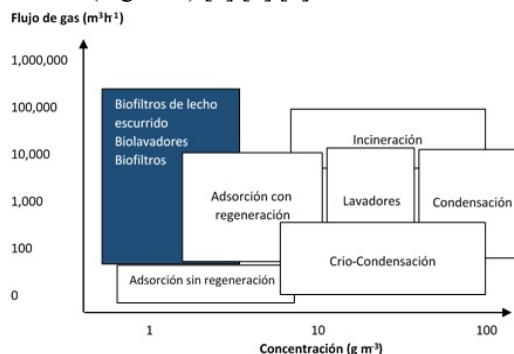 Flujo de gas (m³h⁻¹)
1,000,000
100,000
10,000
1,000
100
0
Biofiltros de lecho
escurrido
Biolavadores
Biofiltros
Incineración
Adsorción con
regeneración
Lavadores
Condensación
Crio-Condensación
Adsorción sin regeneración
1
10
100
Concentración (g m⁻³)